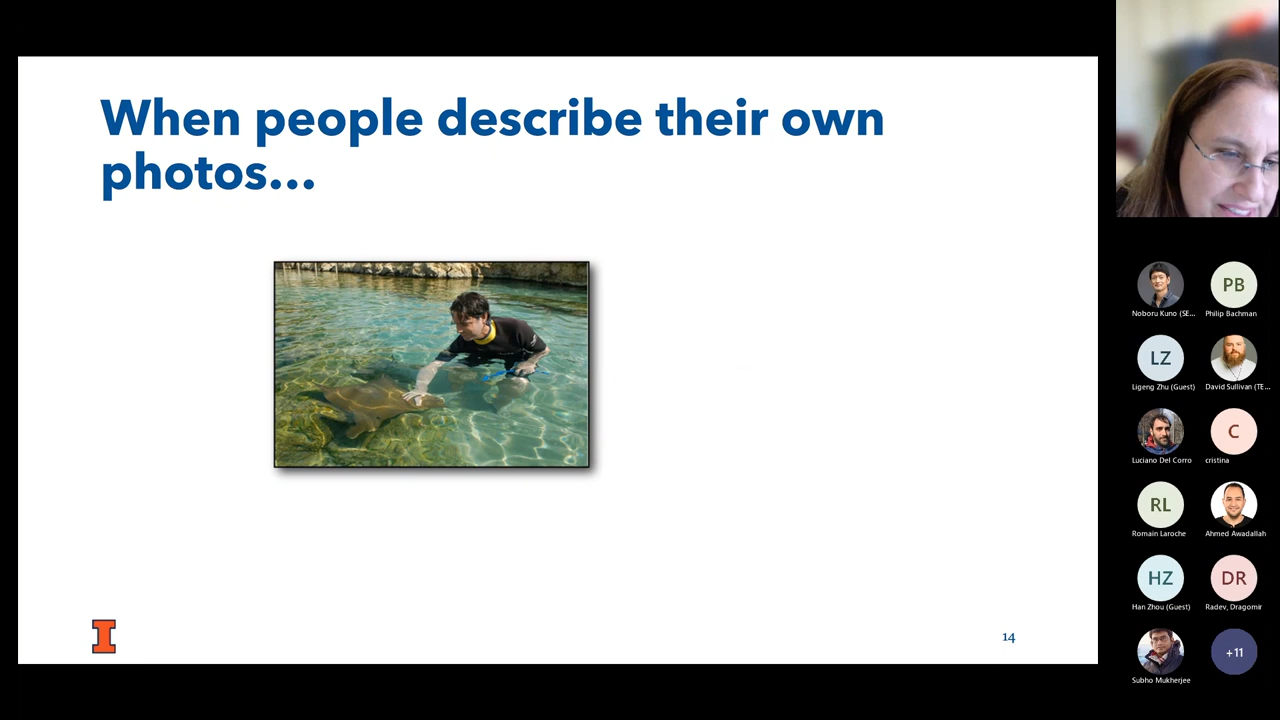 When people describe their own
photos...
14
Noboru Kuno (SE...
Philip Bachman
PB
LZ
Ligeng Zhu (Guest)
David Sullivan (TE...
Luciano Del Corro
C
cristina
RL
Romain Laroche
Ahmed Awadallah
HZ
DR
Han Zhou (Guest)
Radev, Dragomir
Subho Mukherjee
+11